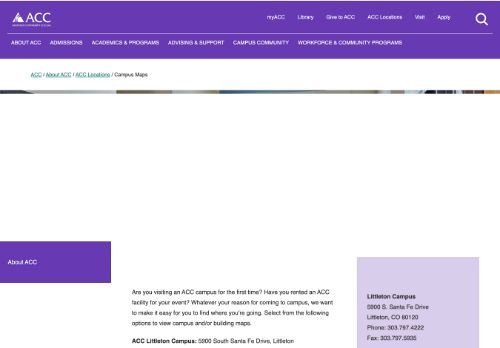 ACC
myACC Library Give to ACC ACC Locations Visit Apply
ABOUT ACC ADMISSIONS ACADEMICS & PROGRAMS ADVISING & SUPPORT CAMPUS COMMUNITY WORKFORCE & COMMUNITY PROGRAMS
ACC / About ACC / ACC Locations / Campus Maps
About ACC
Are you visiting an ACC campus for the first time? Have you rented an ACC
facility for your event? Whatever your reason for coming to campus, we want
to make it easy for you to find where you're going. Select from the following
options to view campus and/or building maps.
ACC Littleton Campus: 5900 South Santa Fe Drive, Littleton
Littleton Campus
5900 S. Santa Fe Drive
Littleton, CO 80120
Phone: 303.797.4222
Fax: 303.797.5935